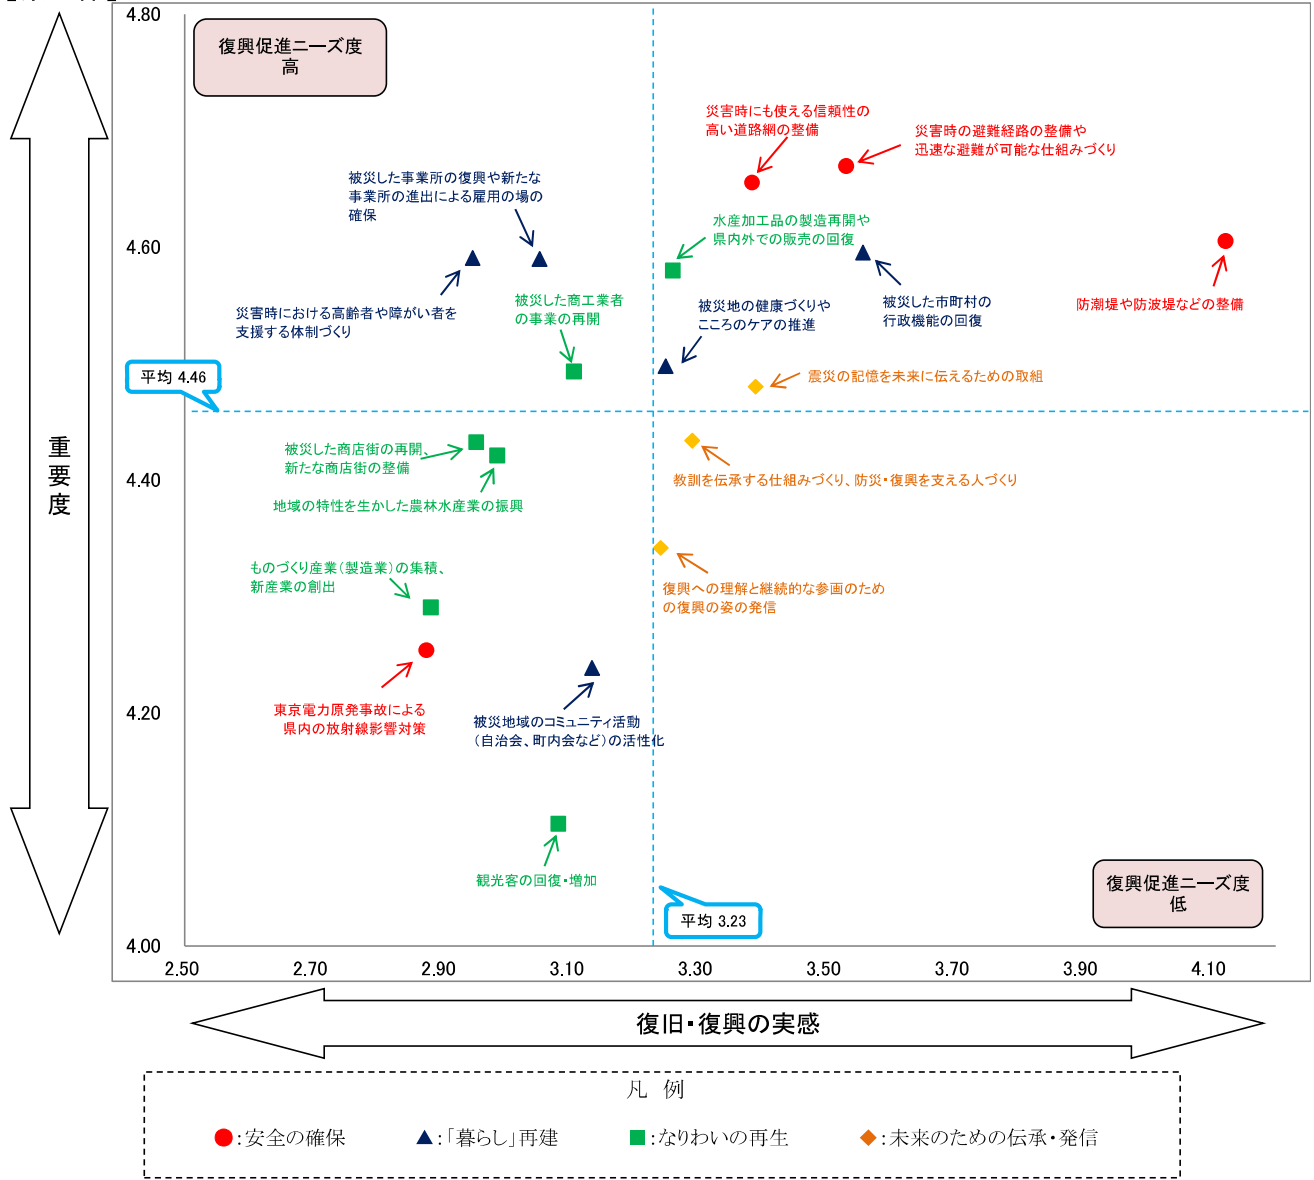 4.80
復興促進ニーズ度
高
災害時にも使える信頼性の
高い道路網の整備
災害時の避難経路の整備や
迅速な避難が可能な仕組みづくり
被災した事業所の復興や新たな
事業所の進出による雇用の場の
確保
水産加工品の製造再開や
県内外での販売の回復
4.60
災害時における高齢者や障がい者を
支援する体制づくり
被災した商工業者
の事業の再開
被災地の健康づくりや
こころのケアの推進
被災した市町村の
行政機能の回復
防潮堤や防波堤などの整備
平均 4.46
震災の記憶を未来に伝えるための取組
重要度
被災した商店街の再開、
新たな商店街の整備
4.40
教訓を伝承する仕組みづくり、防災・復興を支える人づくり
地域の特性を生かした農林水産業の振興
ものづくり産業(製造業)の集積、
新産業の創出
復興への理解と継続的な参画のため
の復興の姿の発信
4.20
東京電力原発事故による
県内の放射線影響対策
被災地域のコミュニティ活動
(自治会、町内会など)の活性化
観光客の回復・増加
復興促進ニーズ度
低
平均 3.23
4.00
2.50 2.70 2.90 3.10 3.30 3.50 3.70 3.90 4.10
復旧・復興の実感
凡 例
:安全の確保 :「暮らし」再建 :なりわいの再生 :未来のための伝承・発信